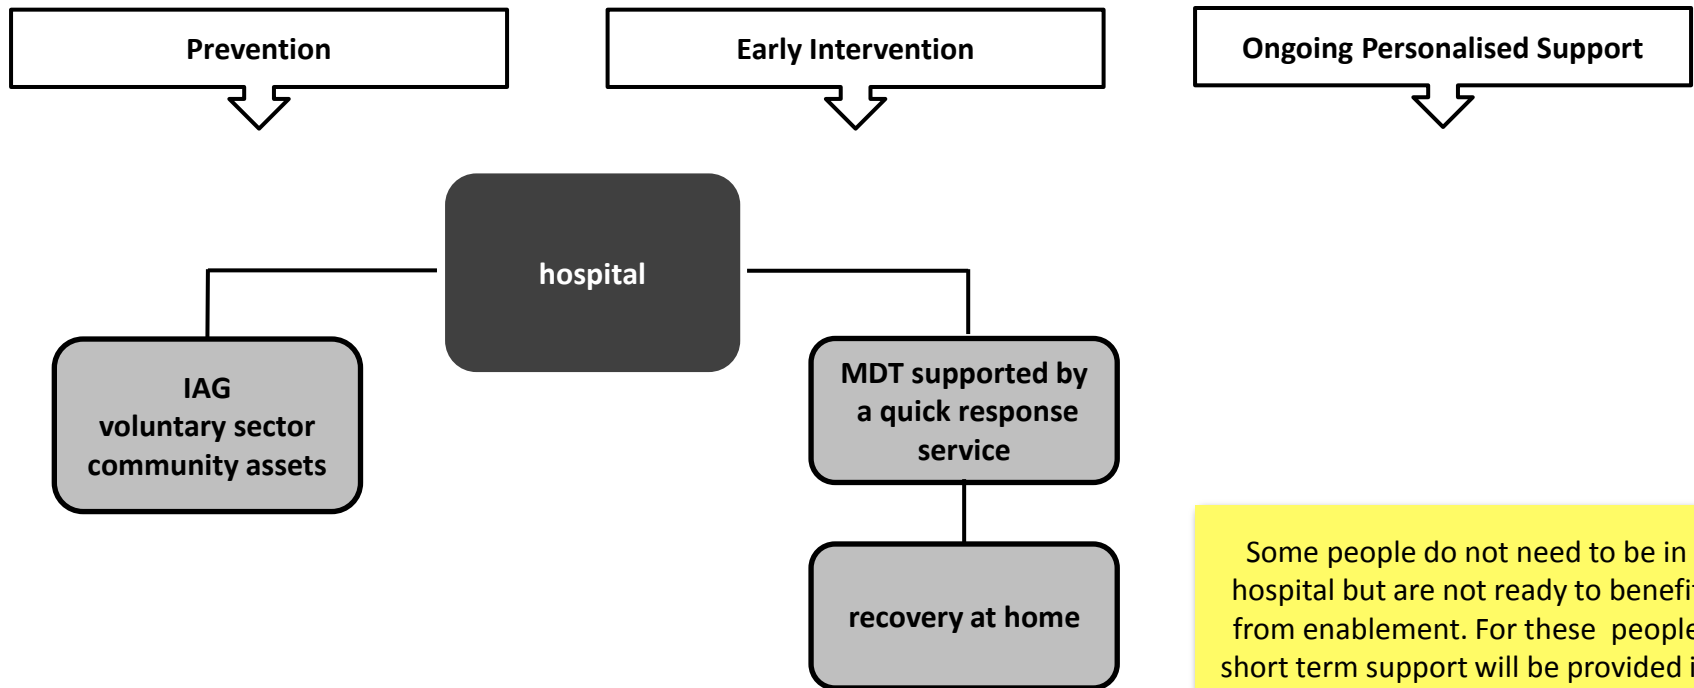 Prevention
Early Intervention
Ongoing Personalised Support
hospital
IAG
voluntary sector
community assets
MDT supported by
a quick response
service
recovery at home
Some people do not need to be in
hospital but are not ready to benefit
from enablement. For these people
short term support will be provided